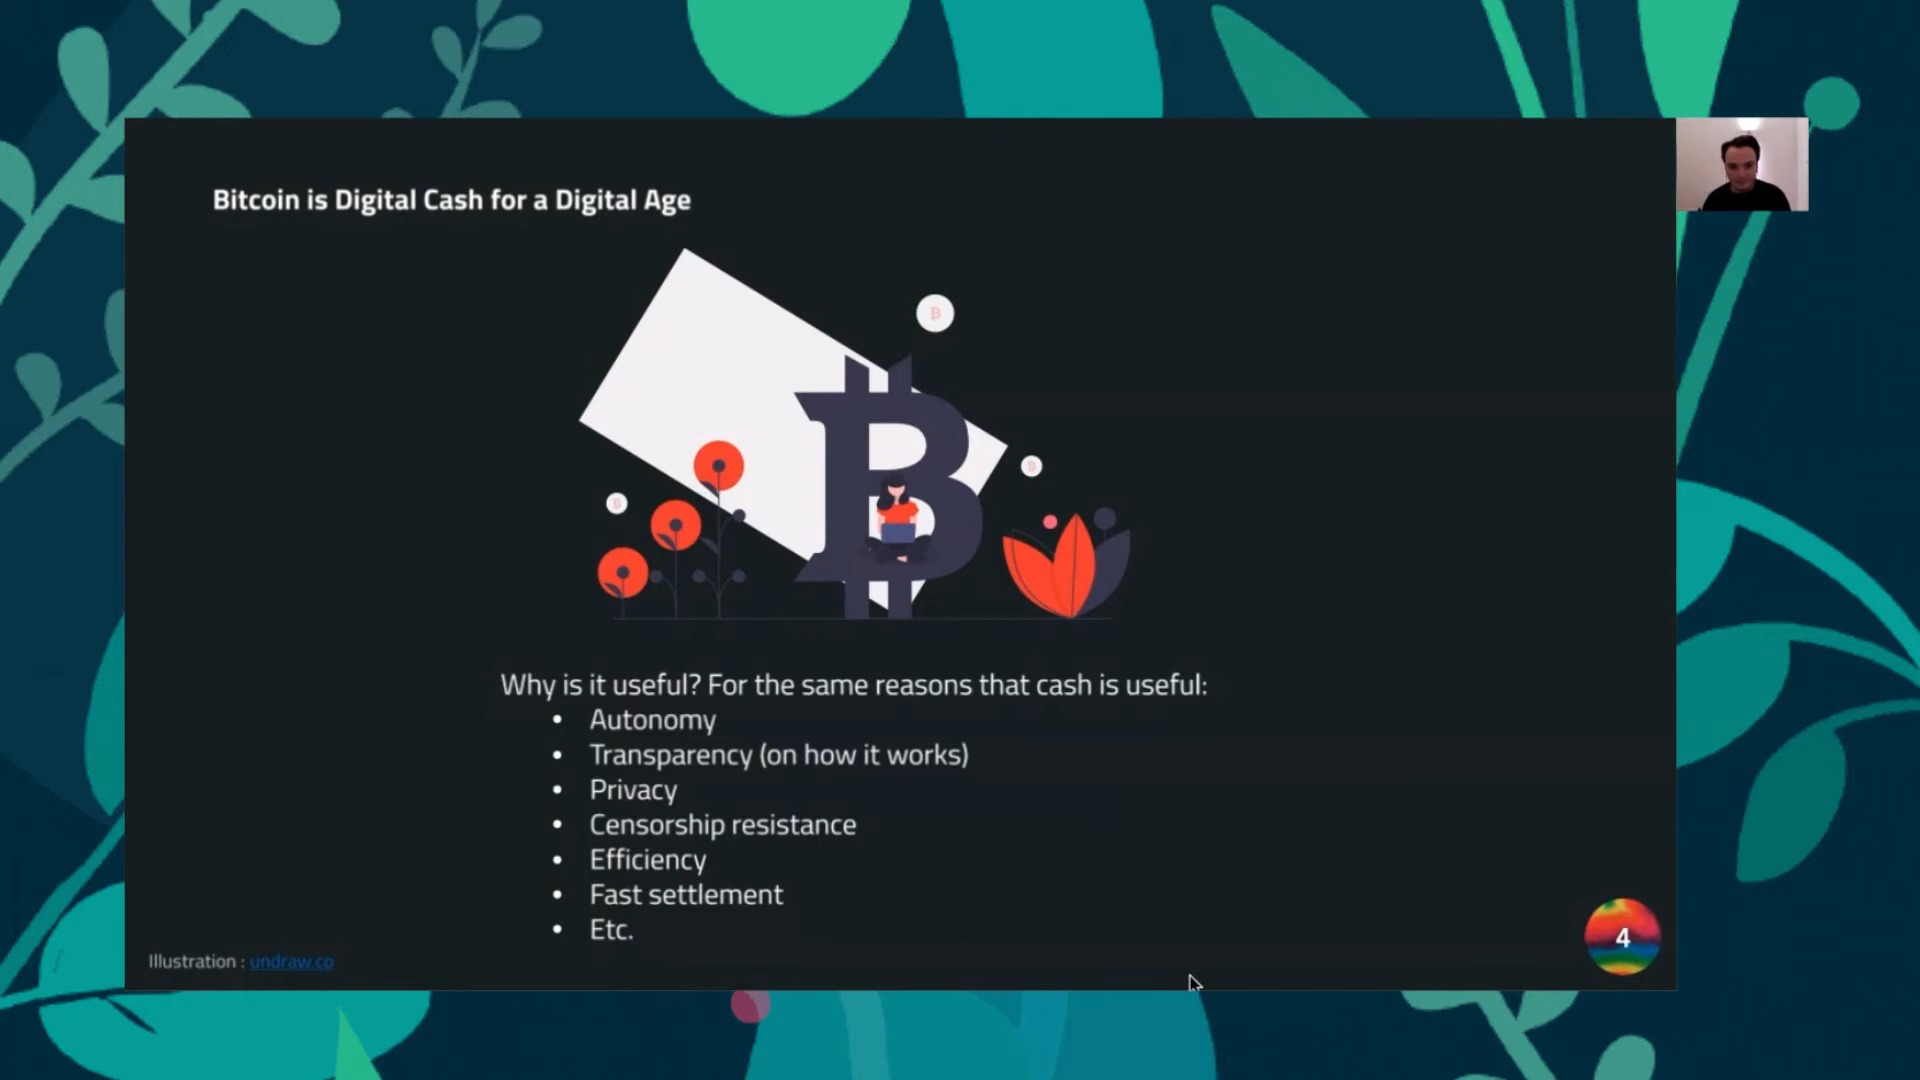 Bitcoin is Digital Cash for a Digital Age
Why is it useful? For the same reasons that cash is useful:
• Autonomy
• Transparency (on how it works)
• Privacy
• Censorship resistance
• Efficiency
• Fast settlement
• Etc.
Illustration : undraw.co
4